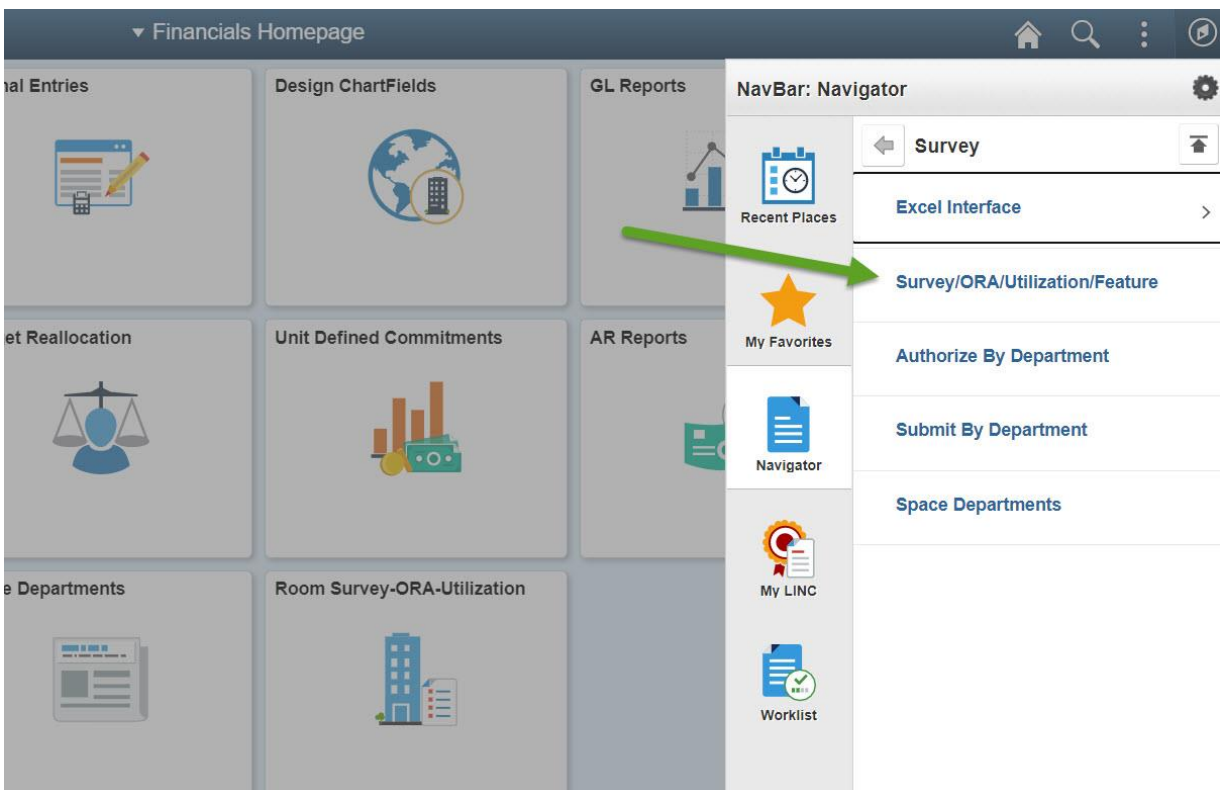 Financials Homepage
nal Entries
Design ChartFields
GL Reports
et Reallocation
Unit Defined Commitments
AR Reports
e Departments
Room Survey-ORA-Utilization
NavBar: Navigator
Recent Places
My Favorites
Navigator
My LINC
Worklist
Survey
Excel Interface
Survey/ORA/Utilization/Feature
Authorize By Department
Submit By Department
Space Departments